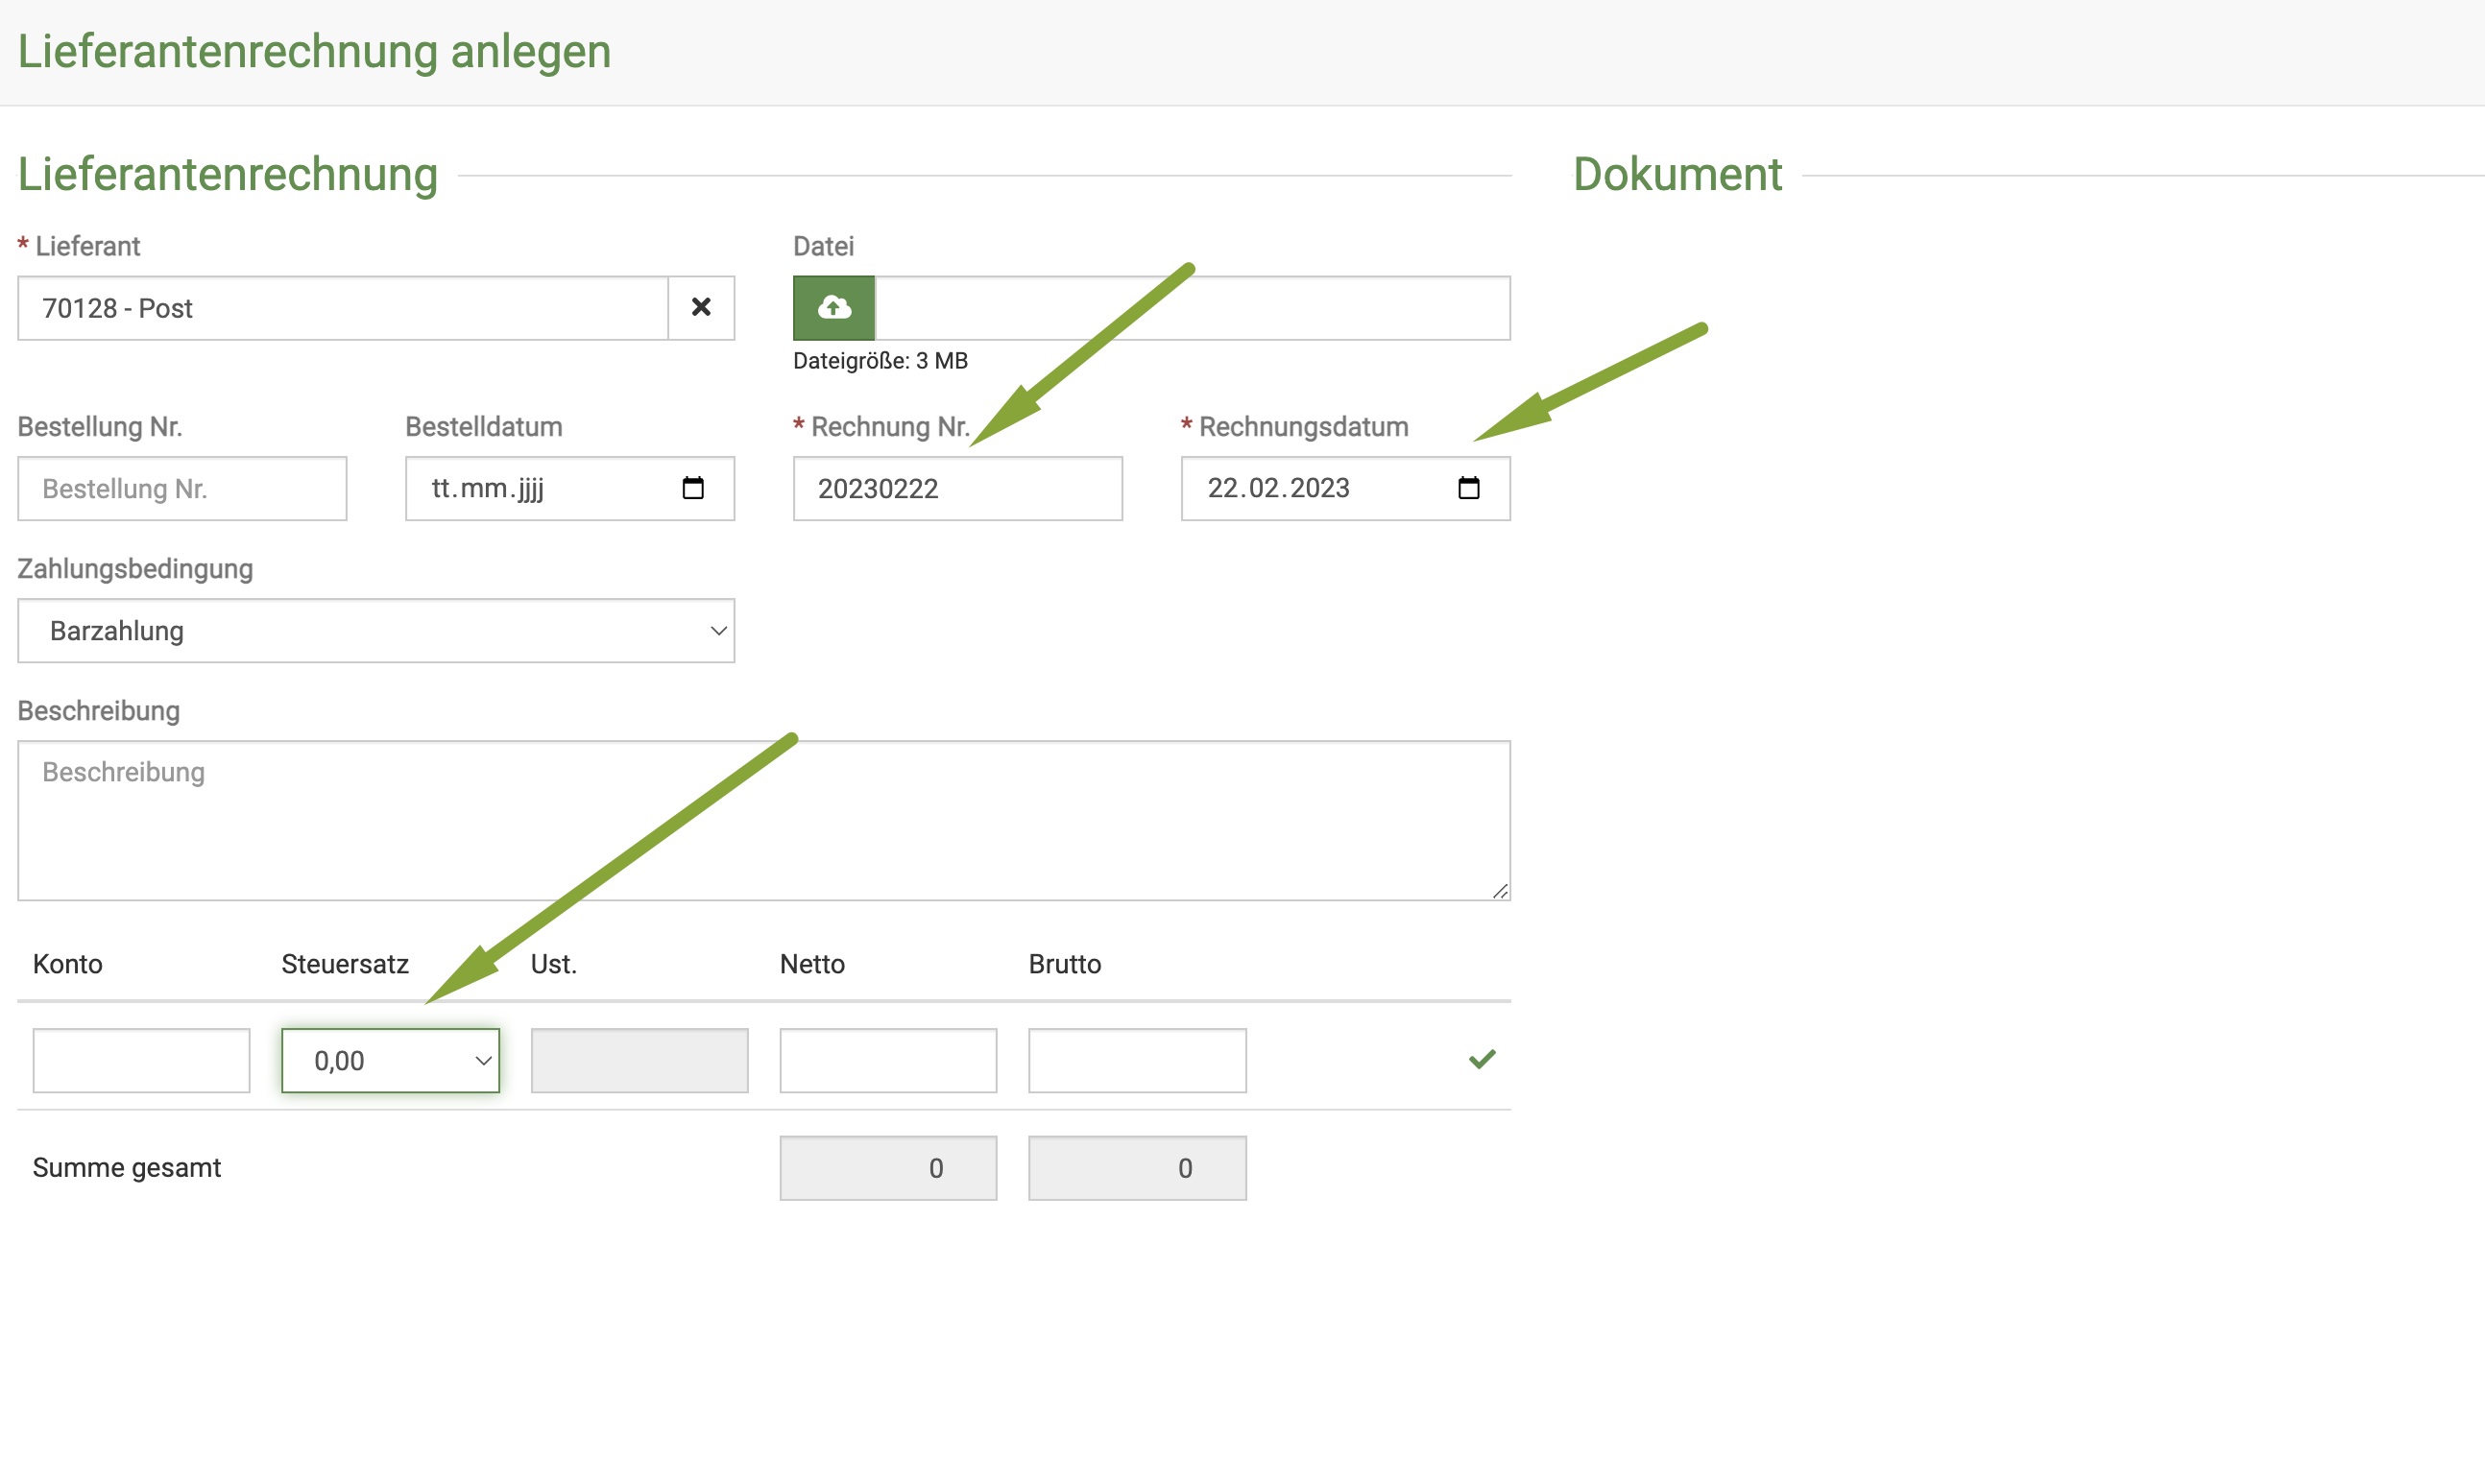 Lieferantenrechnung anlegen
Lieferantenrechnung
Dokument
* Lieferant
Datei
70128 - Post
Dateigröße: 3 MB
Bestellung Nr.
Bestelldatum
* Rechnung Nr.
* Rechnungsdatum
Bestellung Nr.
tt.mm.jjjj
20230222
22.02.2023
Zahlungsbedingung
Barzahlung
Beschreibung
Beschreibung
Konto Steuersatz Ust. Netto Brutto
0,00
Summe gesamt 0 0